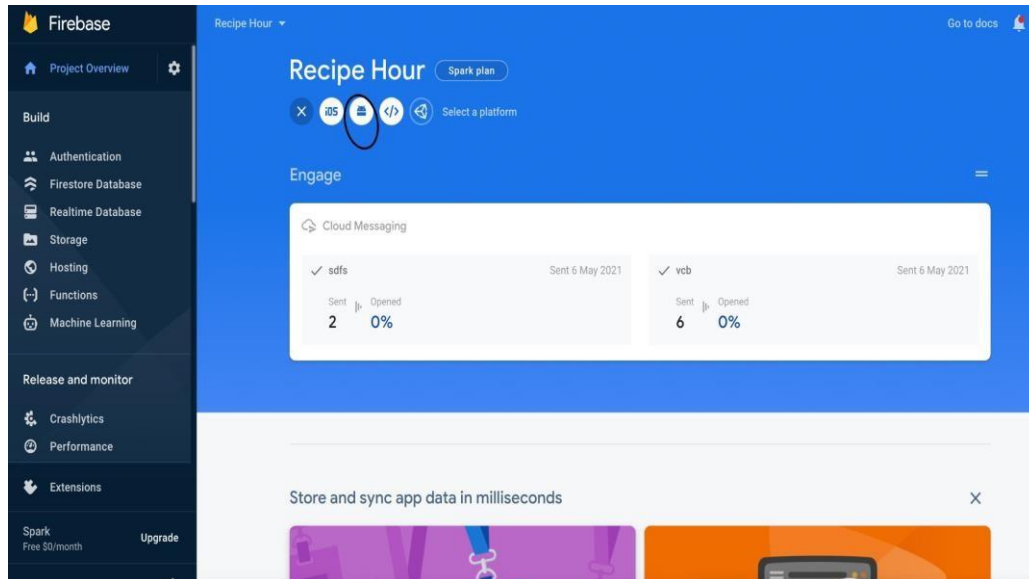 Firebase
Recipe Hour
Go to docs
Project Overview
Recipe Hour
Spark plan
iOS
</>
Select a platform
Build
Authentication
Firestore Database
Realtime Database
Storage
Hosting
Functions
Machine Learning
Engage
Cloud Messaging
sdfs
Sent 6 May 2021
Sent
Opened
2
0%
vcb
Sent 6 May 2021
Sent
Opened
6
0%
Release and monitor
Crashlytics
Performance
Extensions
Spark
Free $0/month
Upgrade
Store and sync app data in milliseconds